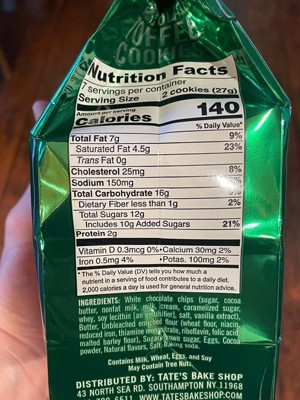 COFFEE
COOKIES
Nutrition Facts
7 servings per container
Serving Size 2 cookies (27g)
Amount per serving
Calories 140
% Daily Value*
Total Fat 7g 9%
Saturated Fat 4.5g 23%
Trans Fat 0g
Cholesterol 25mg 8%
Sodium 150mg
Total Carbohydrate 16g
Dietary Fiber less than 1g 2%
Total Sugars 12g
Includes 10g Added Sugars 21%
Protein 2g
Vitamin D 0.3mcg 0% • Calcium 30mg 2%
Iron 0.5mg 4% • Potas. 100mg 2%
* The % Daily Value (DV) tells you how much a
nutrient in a serving of food contributes to a daily diet.
2,000 calories a day is used for general nutrition advice.
INGREDIENTS: White chocolate chips (sugar, cocoa
butter, nonfat milk, milk, cream, caramelized sugar,
whey, soy lecithin [an emulsifier], salt, vanilla extract),
Butter, Unbleached enriched flour (wheat flour, niacin,
reduced iron, thiamine mononitrate, riboflavin, folic acid,
malted barley flour), Sugar, brown sugar, Eggs, Cocoa
powder, Natural flavors, Salt, Baking soda.
Contains Milk, Wheat, Eggs, and Soy
May Contain Tree Nuts
DISTRIBUTED BY: TATE'S BAKE SHOP
43 NORTH SEA RD. SOUTHAMPTON NY 11968
WWW.TATESBAKESHOP.COM